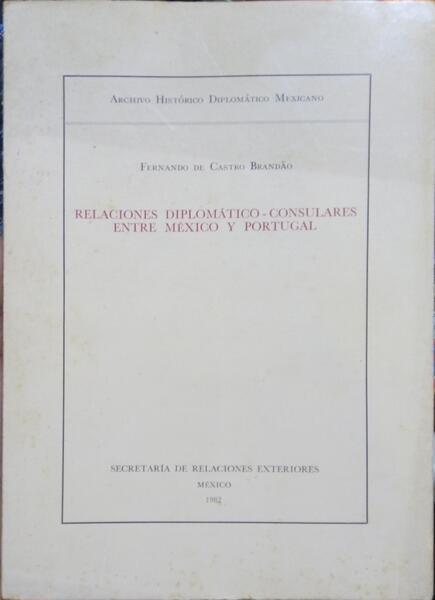 Archivo Histórico Diplomático Mexicano
Fernando de Castro Brandão
RELACIONES DIPLOMÁTICO-CONSULARES
ENTRE MÉXICO Y PORTUGAL
SECRETARÍA DE RELACIONES EXTERIORES
MÉXICO
1982